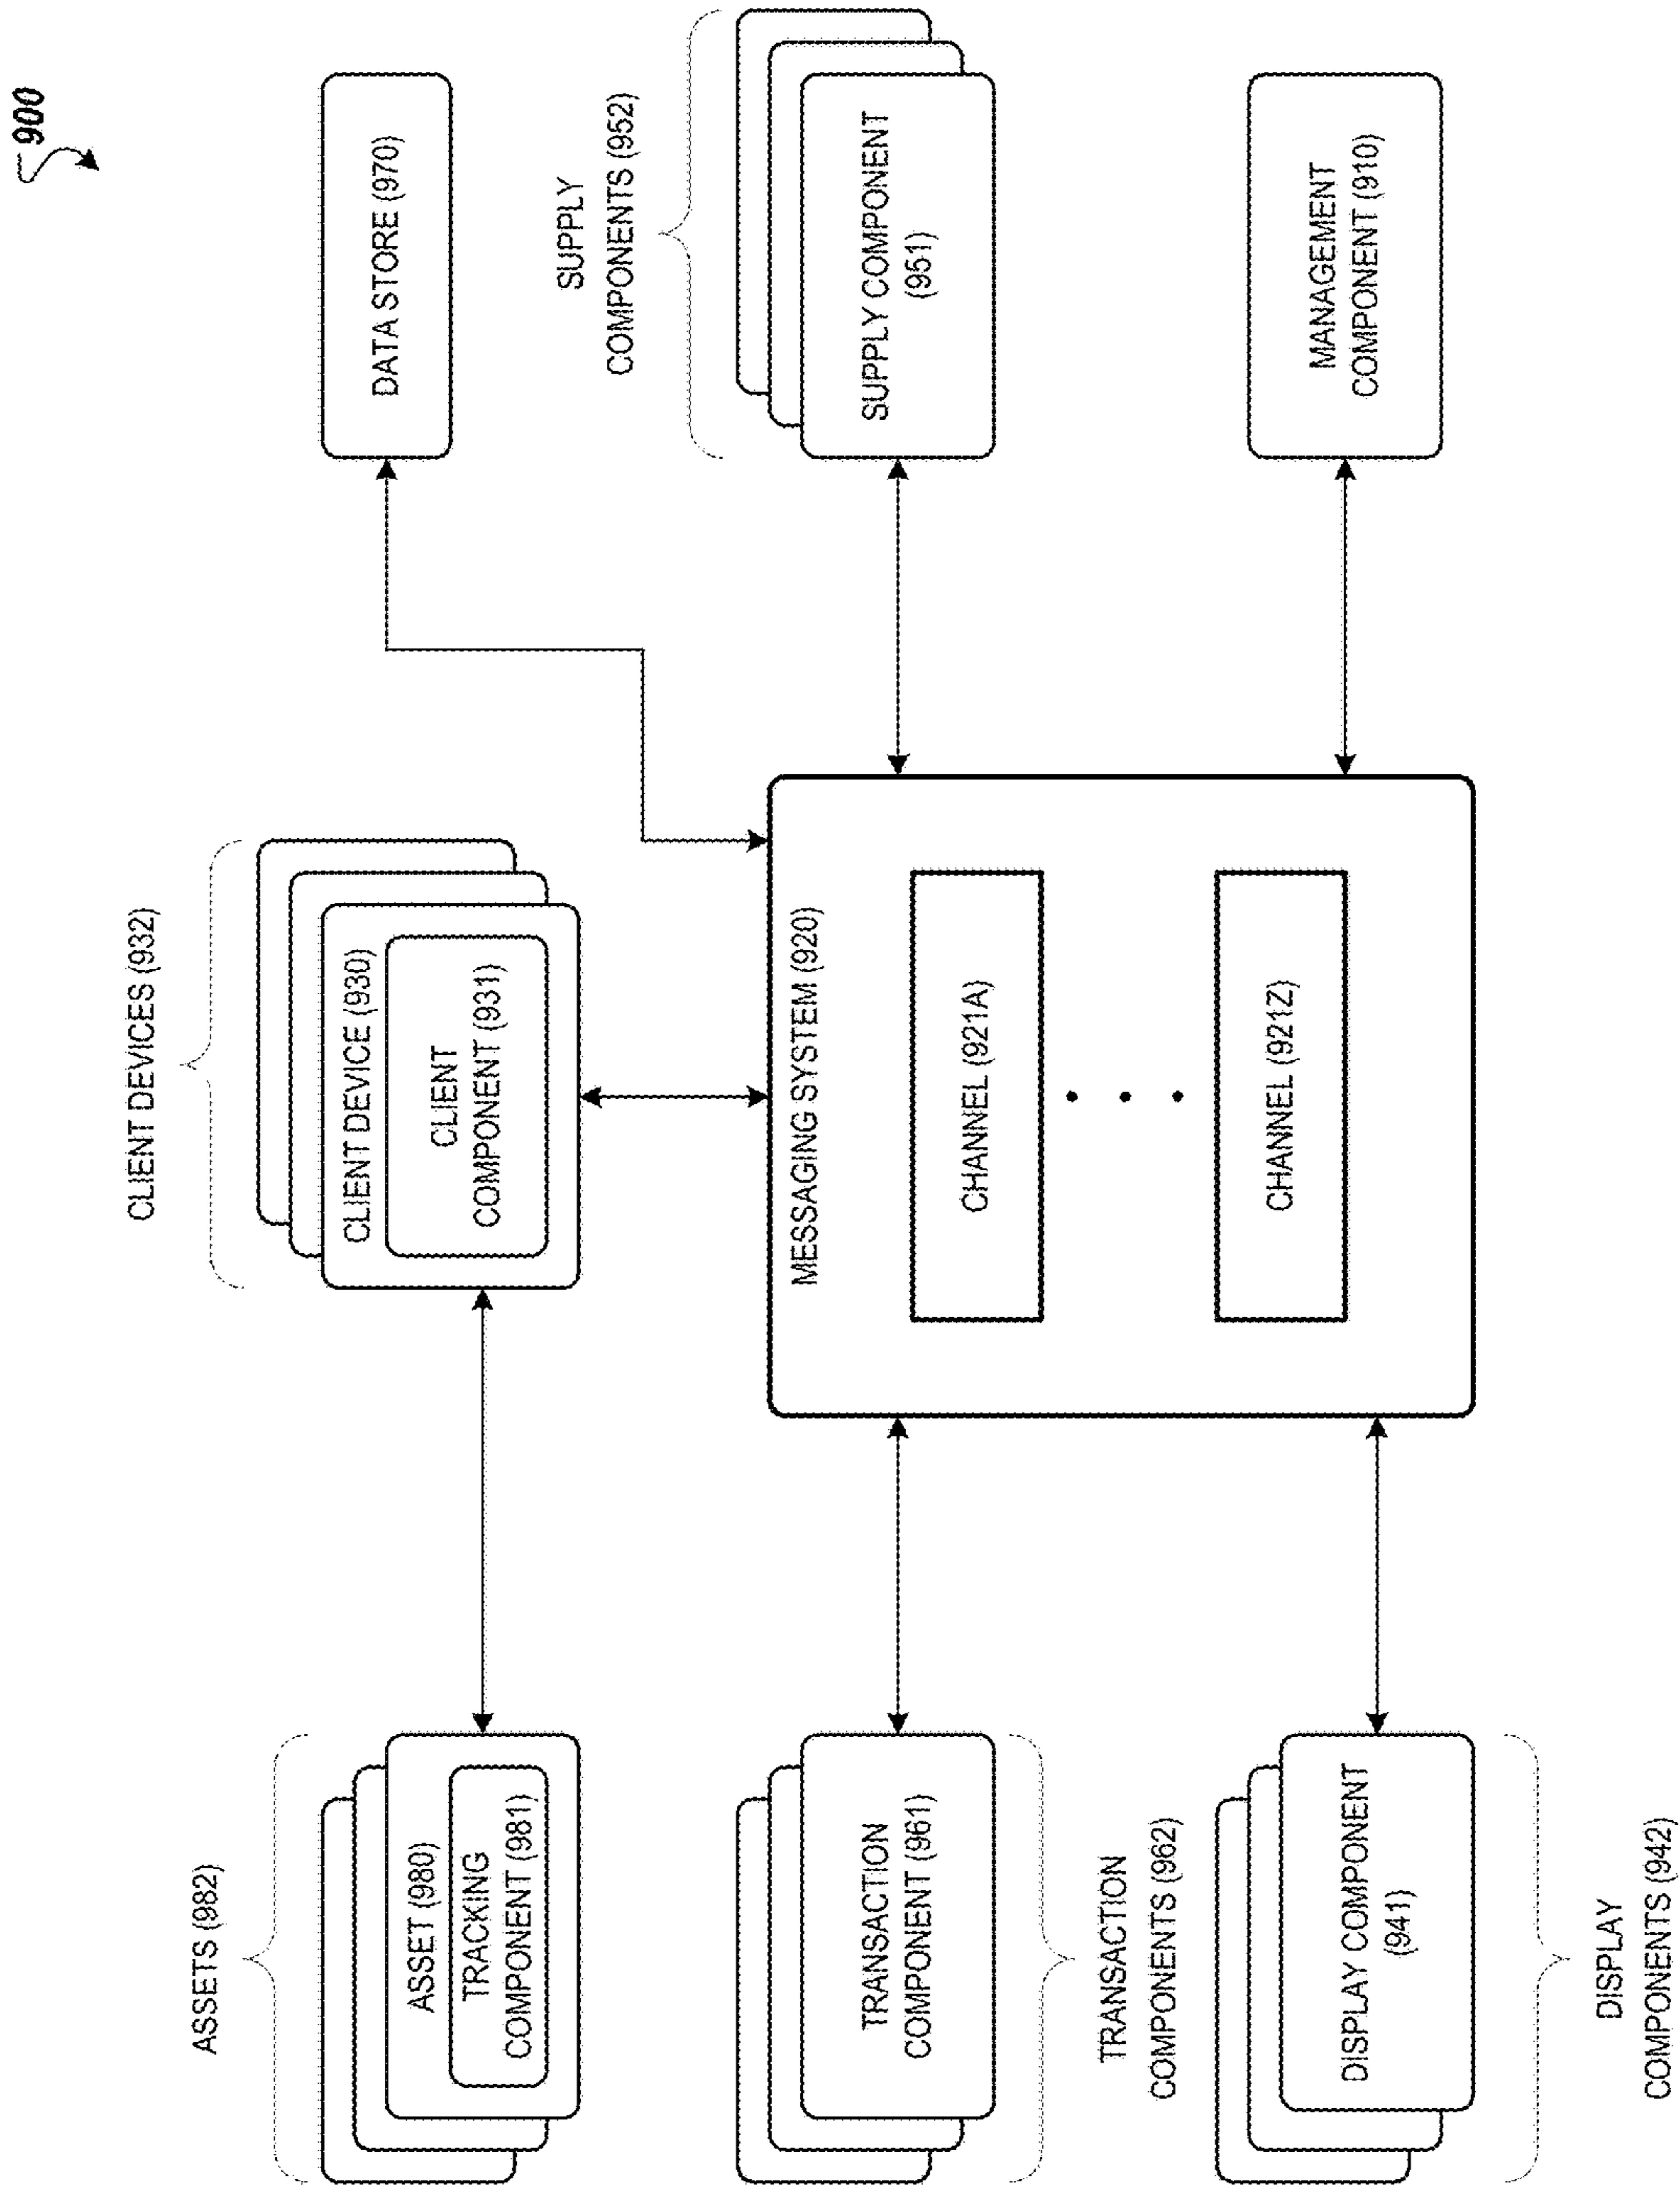 900
ASSETS (982)
ASSET (980)
TRACKING
COMPONENT (981)
CLIENT DEVICES (932)
CLIENT DEVICE (930)
CLIENT
COMPONENT (931)
DATA STORE (970)
TRANSACTION
COMPONENT (961)
TRANSACTION
COMPONENTS (962)
MESSAGING SYSTEM (920)
CHANNEL (921A)
CHANNEL (921Z)
SUPPLY
COMPONENTS (952)
SUPPLY COMPONENT
(951)
DISPLAY COMPONENT
(941)
DISPLAY
COMPONENTS (942)
MANAGEMENT
COMPONENT (910)